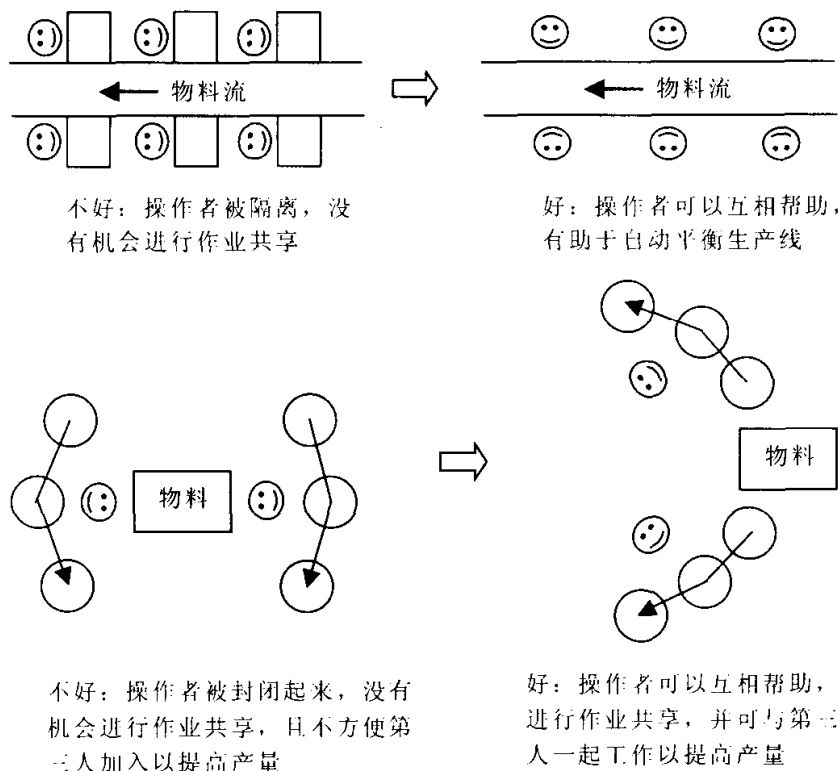 物料流
物料流
不好：操作者被隔离，没
有机会进行作业共享
好：操作者可以互相帮助，
有助于自动平衡生产线
物料
物料
不好：操作者被封闭起来，没有
机会进行作业共享，且不方便第
三人加入以提高产量
好：操作者可以互相帮助，
进行作业共享，并可与第三
人一起工作以提高产量